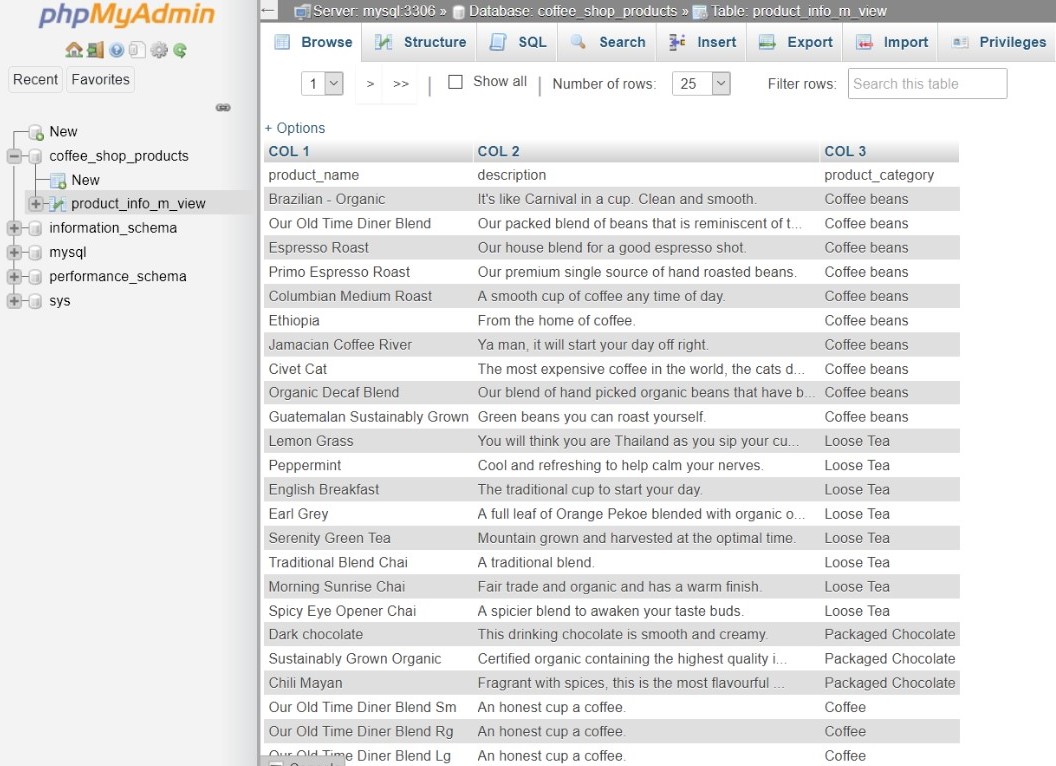 phpMyAdmin
Recent Favorites
New
coffee_shop_products
New
product_info_m_view
information_schema
mysql
performance_schema
sys
Server: mysql:3306 » Database: coffee_shop_products » Table: product_info_m_view
Browse Structure SQL Search Insert Export Import Privileges
1 > >> | Show all | Number of rows: 25 Filter rows: Search this table
+ Options
COL 1 COL 2 COL 3
product_name description product_category
Brazilian - Organic It's like Carnival in a cup. Clean and smooth. Coffee beans
Our Old Time Diner Blend Our packed blend of beans that is reminiscent of t... Coffee beans
Espresso Roast Our house blend for a good espresso shot. Coffee beans
Primo Espresso Roast Our premium single source of hand roasted beans. Coffee beans
Columbian Medium Roast A smooth cup of coffee any time of day. Coffee beans
Ethiopia From the home of coffee. Coffee beans
Jamacian Coffee River Ya man, it will start your day off right. Coffee beans
Civet Cat The most expensive coffee in the world, the cats d... Coffee beans
Organic Decaf Blend Our blend of hand picked organic beans that have b... Coffee beans
Guatemalan Sustainably Grown Green beans you can roast yourself. Coffee beans
Lemon Grass You will think you are Thailand as you sip your cu... Loose Tea
Peppermint Cool and refreshing to help calm your nerves. Loose Tea
English Breakfast The traditional cup to start your day. Loose Tea
Earl Grey A full leaf of Orange Pekoe blended with organic o... Loose Tea
Serenity Green Tea Mountain grown and harvested at the optimal time. Loose Tea
Traditional Blend Chai A traditional blend. Loose Tea
Morning Sunrise Chai Fair trade and organic and has a warm finish. Loose Tea
Spicy Eye Opener Chai A spicier blend to awaken your taste buds. Loose Tea
Dark chocolate This drinking chocolate is smooth and creamy. Packaged Chocolate
Sustainably Grown Organic Certified organic containing the highest quality i... Packaged Chocolate
Chili Mayan Fragrant with spices, this is the most flavourful ... Packaged Chocolate
Our Old Time Diner Blend Sm An honest cup a coffee. Coffee
Our Old Time Diner Blend Rg An honest cup a coffee. Coffee
Our Old Time Diner Blend Lg An honest cup a coffee. Coffee